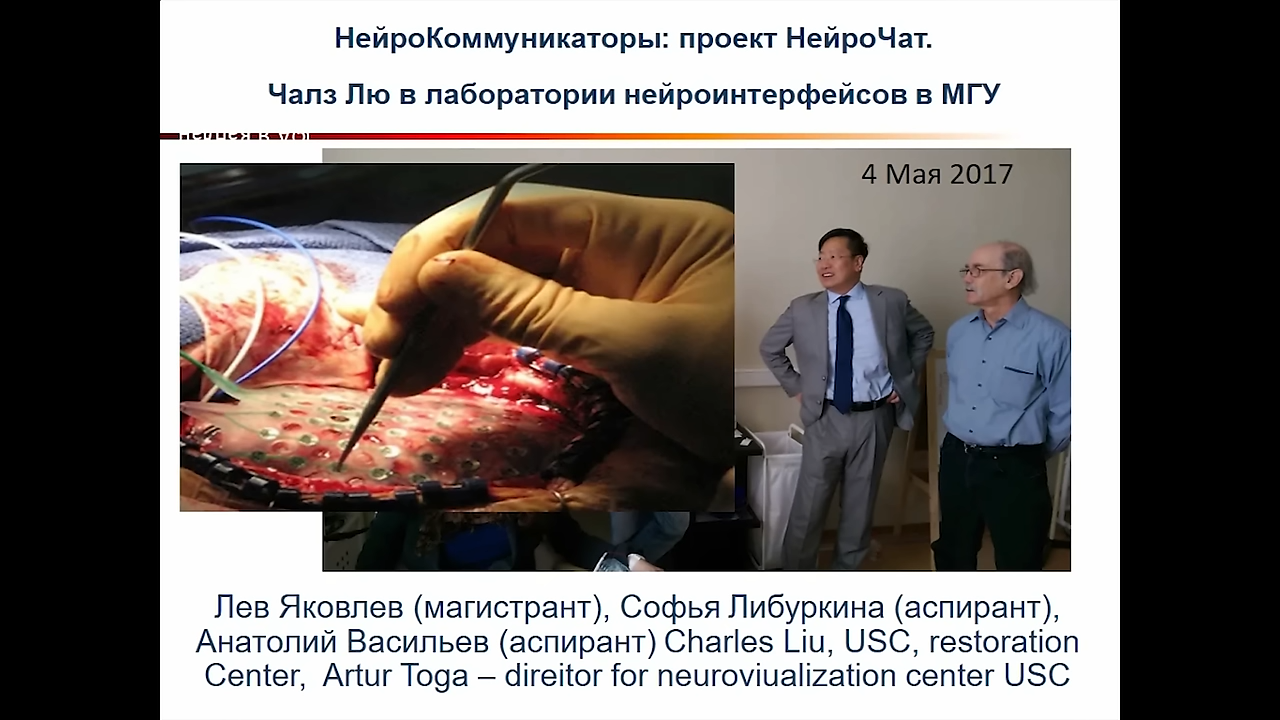 НейроКоммуникаторы: проект НейроЧат.
Чалз Лю в лаборатории нейроинтерфейсов в МГУ
4 Мая 2017
Лев Яковлев (магистрант), Софья Либуркина (аспирант),
Анатолий Васильев (аспирант) Charles Liu, USC, restoration
Center, Artur Toga – direitor for neuroviualization center USC